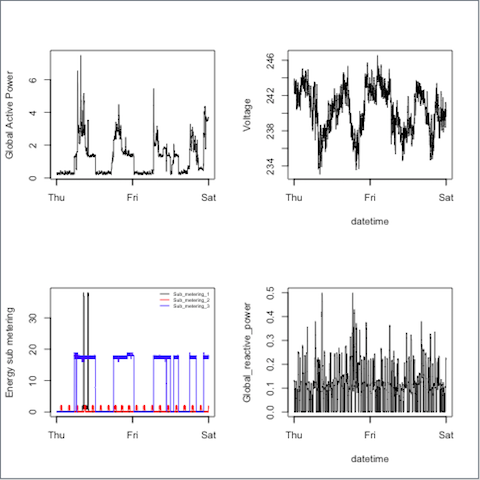 Global Active Power
6
4
2
0
Thu Fri Sat
Voltage
246
242
238
234
Thu Fri Sat
datetime
Energy sub metering
30
20
10
0
Sub_metering_1
Sub_metering_2
Sub_metering_3
Thu Fri Sat
Global_reactive_power
0.5
0.4
0.3
0.2
0.1
0.0
Thu Fri Sat
datetime